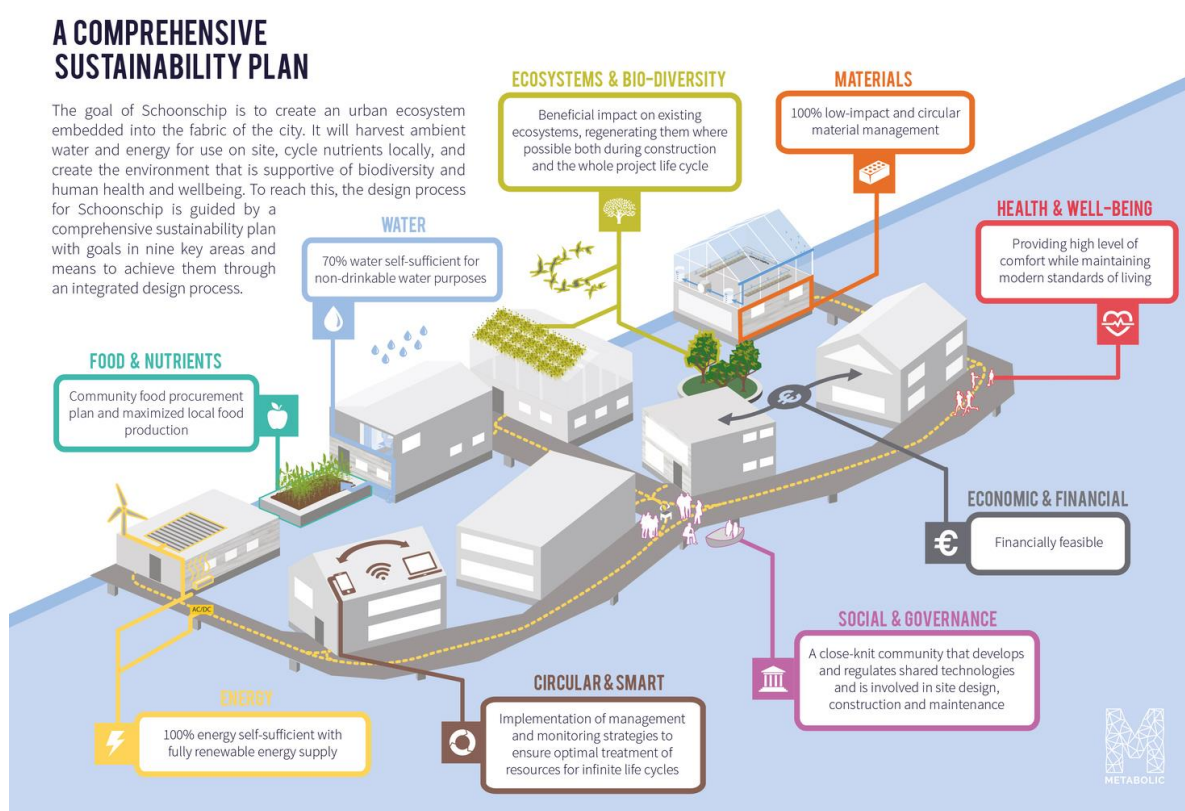 A COMPREHENSIVE
SUSTAINABILITY PLAN
The goal of Schoonschip is to create an urban ecosystem
embedded into the fabric of the city. It will harvest ambient
water and energy for use on site, cycle nutrients locally, and
create the environment that is supportive of biodiversity and
human health and wellbeing. To reach this, the design process
for Schoonschip is guided by a
comprehensive sustainability plan
with goals in nine key areas and
means to achieve them through
an integrated design process.
ECOSYSTEMS & BIO-DIVERSITY
Beneficial impact on existing
ecosystems, regenerating them where
possible both during construction
and the whole project life cycle
MATERIALS
100% low-impact and circular
material management
HEALTH & WELL-BEING
Providing high level of
comfort while maintaining
modern standards of living
WATER
70% water self-sufficient for
non-drinkable water purposes
FOOD & NUTRIENTS
Community food procurement
plan and maximized local food
production
€
ECONOMIC & FINANCIAL
€
Financially feasible
AC/DC
SOCIAL & GOVERNANCE
A close-knit community that develops
and regulates shared technologies
and is involved in site design,
construction and maintenance
CIRCULAR & SMART
Implementation of management
and monitoring strategies to
ensure optimal treatment of
resources for infinite life cycles
ENERGY
100% energy self-sufficient with
fully renewable energy supply
M
METABOLIC